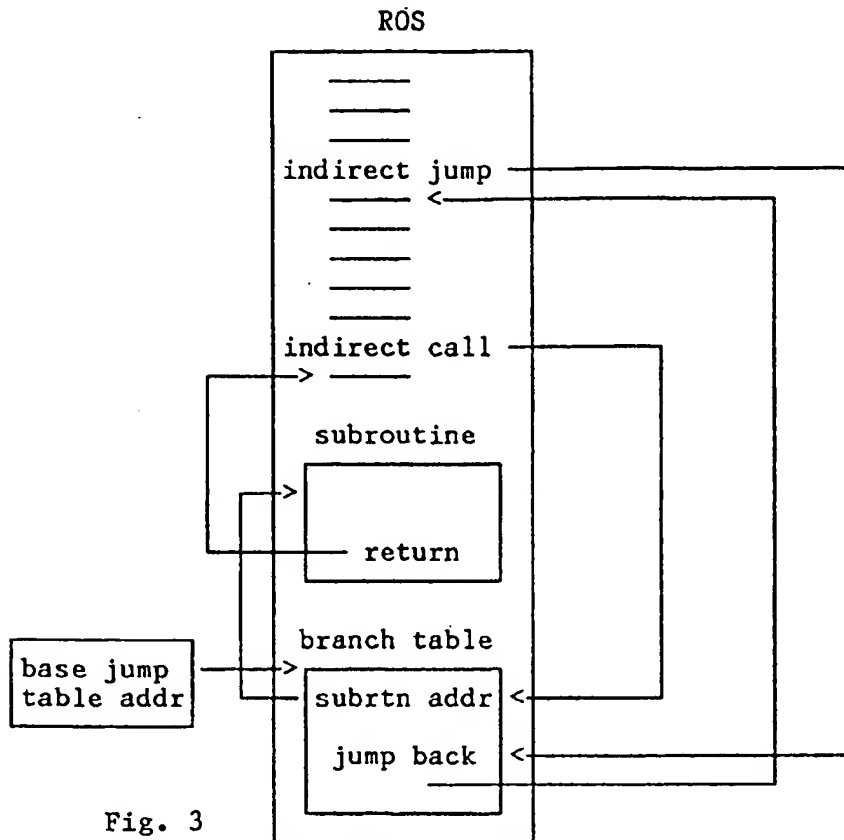 ROS
indirect jump
indirect call
subroutine
return
branch table
base jump
table addr
subrtn addr
jump back
Fig. 3